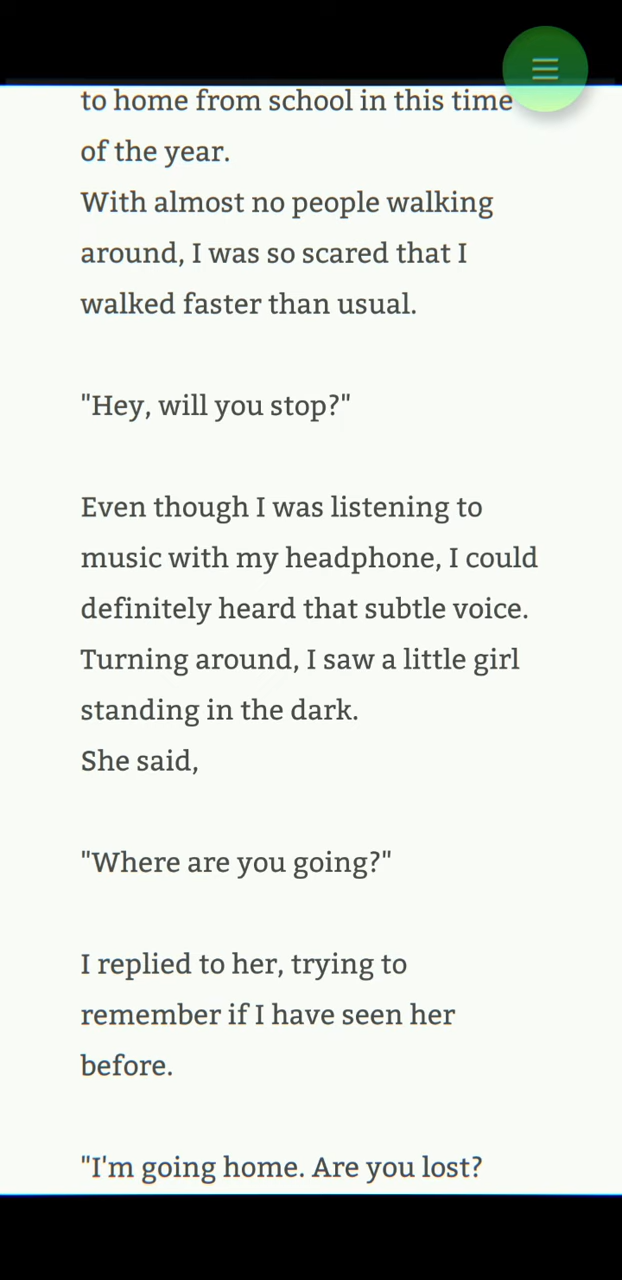 to home from school in this time
of the year.
With almost no people walking
around, I was so scared that I
walked faster than usual.
"Hey, will you stop?"
Even though I was listening to
music with my headphone, I could
definitely heard that subtle voice.
Turning around, I saw a little girl
standing in the dark.
She said,
"Where are you going?"
I replied to her, trying to
remember if I have seen her
before.
"I'm going home. Are you lost?